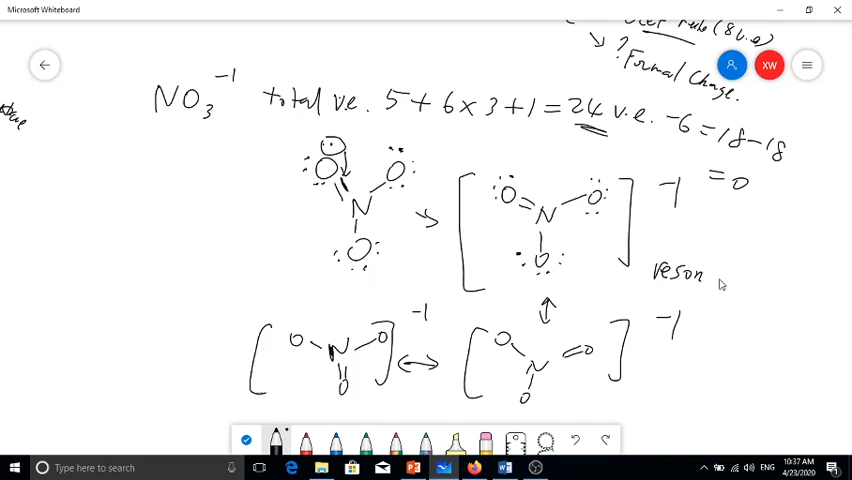 Microsoft Whiteboard
rule (8 v.e)
? Formal Charge.
XW
NO3 -1 total v.e. 5 + 6 x 3 + 1 = 24 v.e. -6 = 18 - 18
= 0
O O
N
O
[ O = N - O ] -1
O
reson
[ O N O ] -1
O
[ O N = O ] -1
O
Type here to search
ENG
10:37 AM
4/23/2020